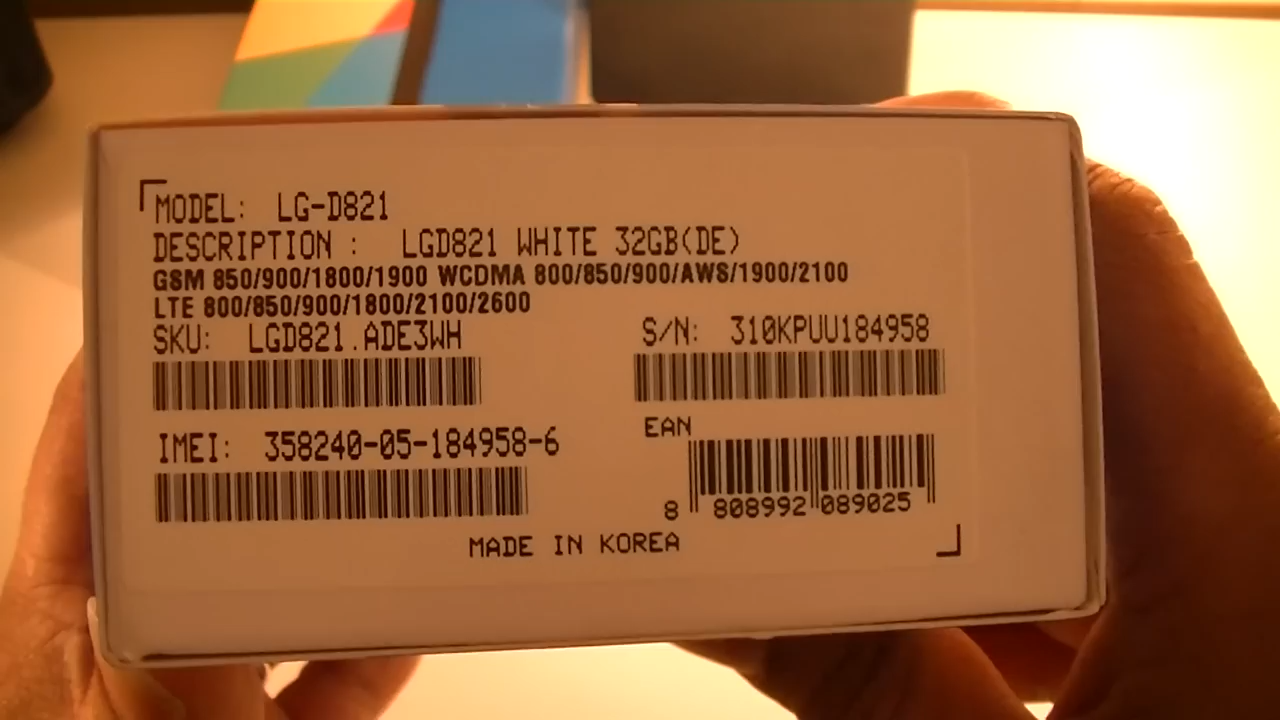 MODEL: LG-D821
DESCRIPTION : LGD821 WHITE 32GB(DE)
GSM 850/900/1800/1900 WCDMA 800/850/900/AWS/1900/2100
LTE 800/850/900/1800/2100/2600
SKU: LGD821.ADE3WH
S/N: 310KPUU184958
IMEI: 358240-05-184958-6
EAN
8 808992 089025
MADE IN KOREA